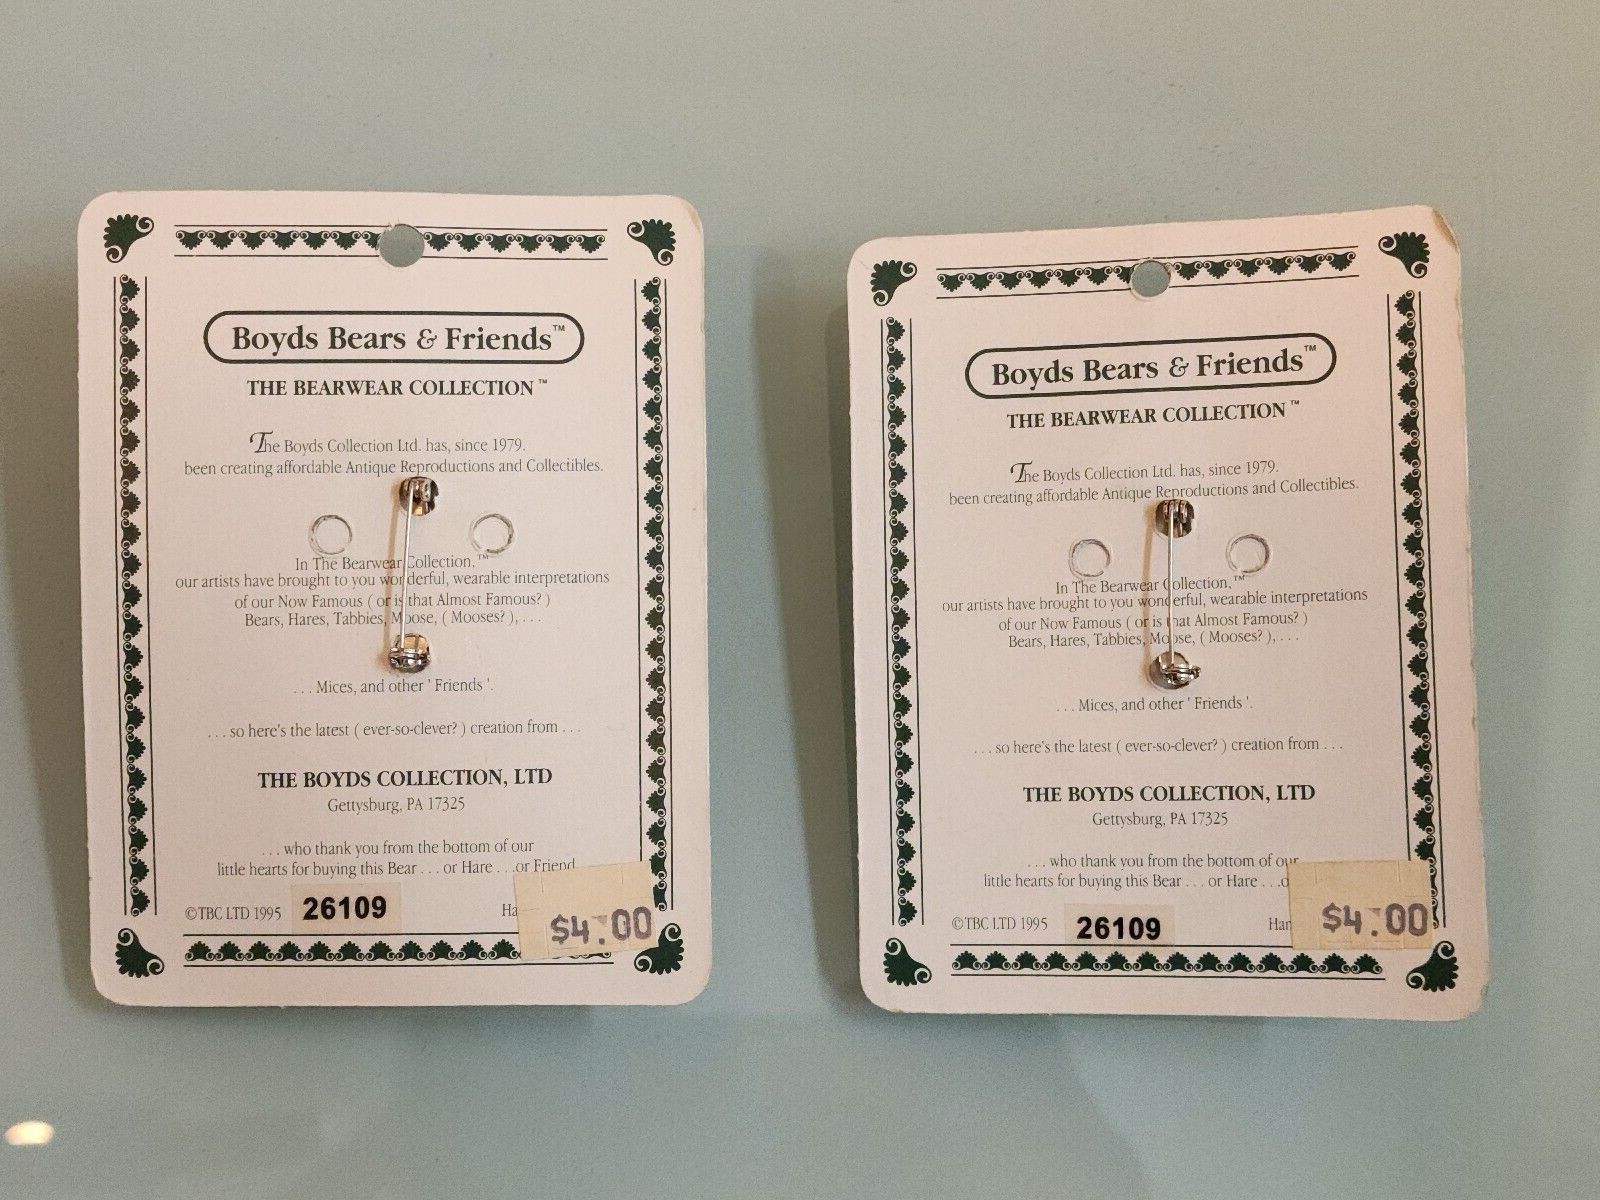 Boyds Bears & Friends™
THE BEARWEAR COLLECTION™
The Boyds Collection Ltd. has, since 1979.
been creating affordable Antique Reproductions and Collectibles.
In The Bearwear Collection,™
our artists have brought to you wonderful, wearable interpretations
of our Now Famous ( or is that Almost Famous? )
Bears, Hares, Tabbies, Moose, ( Mooses? ), . . .
. . . Mices, and other ' Friends '.
. . . so here's the latest ( ever-so-clever? ) creation from . . .
THE BOYDS COLLECTION, LTD
Gettysburg, PA 17325
. . . who thank you from the bottom of our
little hearts for buying this Bear . . . or Hare . . .or Friend
©TBC LTD 1995 26109
$4.00
Boyds Bears & Friends™
THE BEARWEAR COLLECTION™
The Boyds Collection Ltd. has, since 1979.
been creating affordable Antique Reproductions and Collectibles.
In The Bearwear Collection,™
our artists have brought to you wonderful, wearable interpretations
of our Now Famous ( or is that Almost Famous? )
Bears, Hares, Tabbies, Moose, ( Mooses? ), . . .
. . . Mices, and other ' Friends '.
. . . so here's the latest ( ever-so-clever? ) creation from . . .
THE BOYDS COLLECTION, LTD
Gettysburg, PA 17325
. . . who thank you from the bottom of our
little hearts for buying this Bear . . . or Hare . . .
©TBC LTD 1995 26109
$4.00